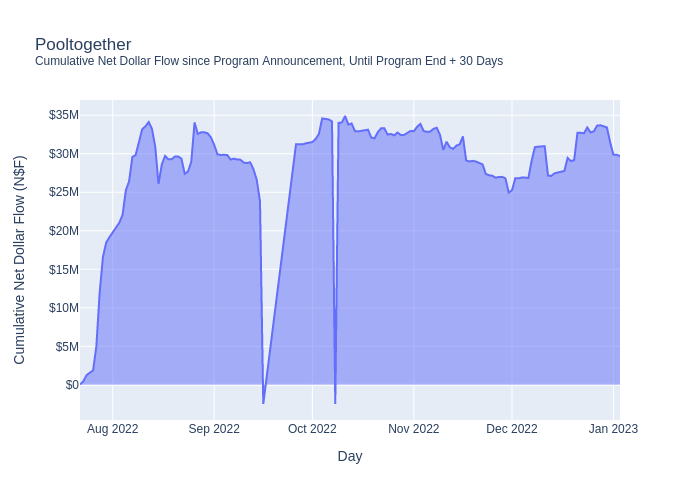 Pooltogether
Cumulative Net Dollar Flow since Program Announcement, Until Program End + 30 Days
Cumulative Net Dollar Flow (N$F)
$35M
$30M
$25M
$20M
$15M
$10M
$5M
$0
Aug 2022
Sep 2022
Oct 2022
Nov 2022
Dec 2022
Jan 2023
Day